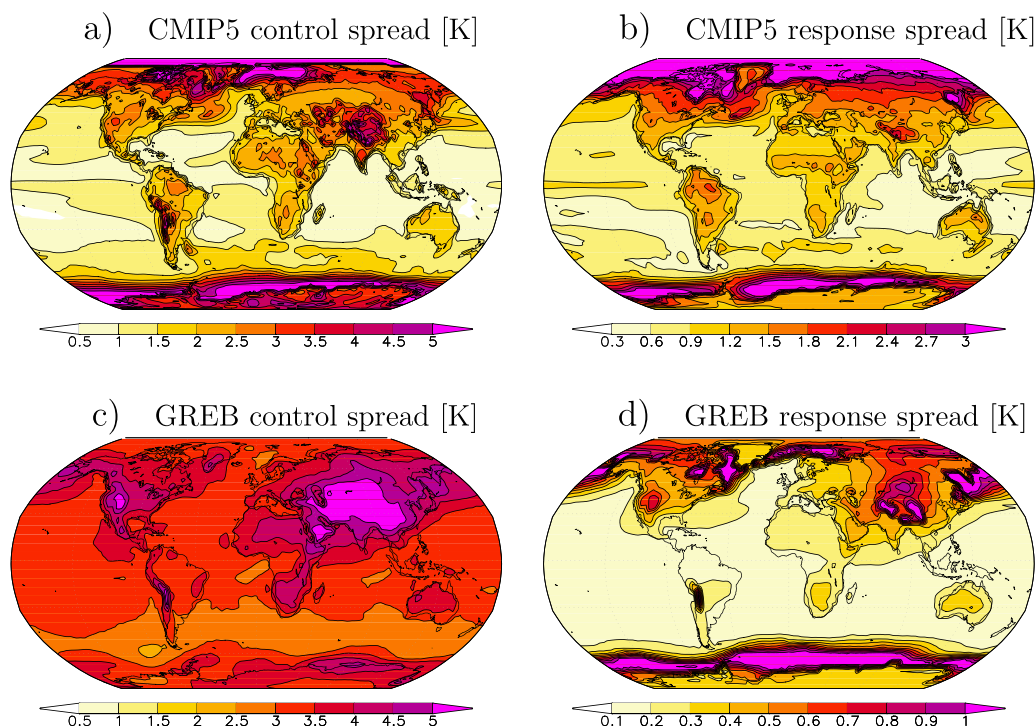 a) CMIP5 control spread [K]
b) CMIP5 response spread [K]
0.5 1 1.5 2 2.5 3 3.5 4 4.5 5
0.3 0.6 0.9 1.2 1.5 1.8 2.1 2.4 2.7 3
c) GREB control spread [K]
d) GREB response spread [K]
0.5 1 1.5 2 2.5 3 3.5 4 4.5 5
0.1 0.2 0.3 0.4 0.5 0.6 0.7 0.8 0.9 1